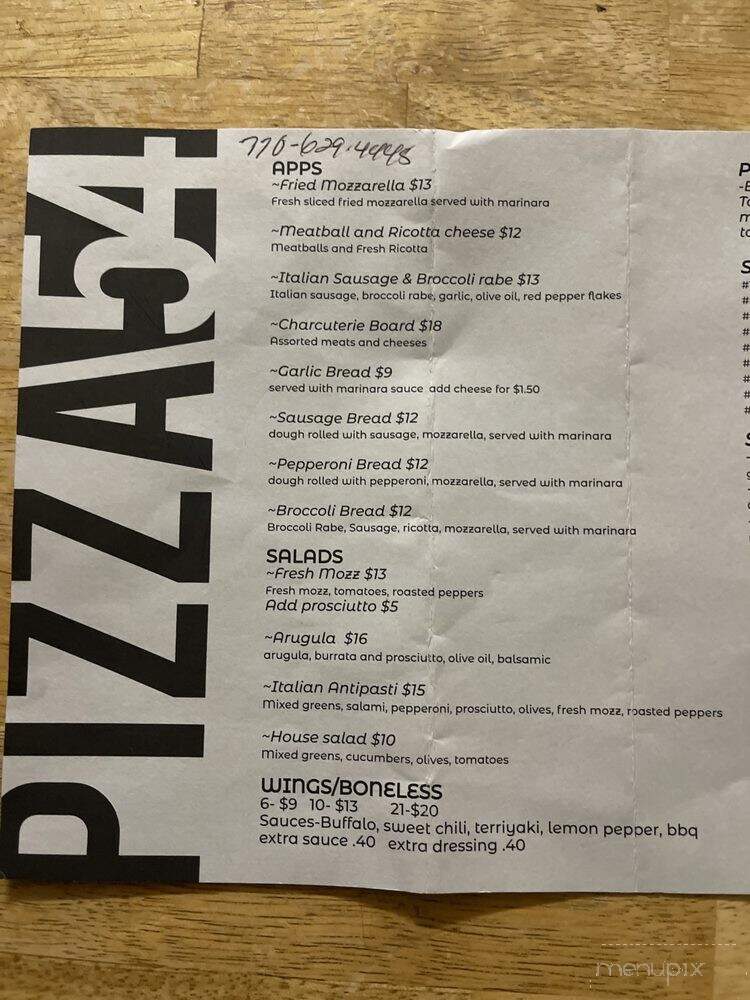 PIZZA 54
APPS
~Fried Mozzarella $13
Fresh sliced fried mozzarella served with marinara
~Meatball and Ricotta cheese $12
Meatballs and Fresh Ricotta
~Italian Sausage & Broccoli rabe $13
Italian sausage, broccoli rabe, garlic, olive oil, red pepper flakes
~Charcuterie Board $18
Assorted meats and cheeses
~Garlic Bread $9
served with marinara sauce add cheese for $1.50
~Sausage Bread $12
dough rolled with sausage, mozzarella, served with marinara
~Pepperoni Bread $12
dough rolled with pepperoni, mozzarella, served with marinara
~Broccoli Bread $12
Broccoli Rabe, Sausage, ricotta, mozzarella, served with marinara
SALADS
~Fresh Mozz $13
Fresh mozz, tomatoes, roasted peppers
Add prosciutto $5
~Arugula $16
arugula, burrata and prosciutto, olive oil, balsamic
~Italian Antipasti $15
Mixed greens, salami, pepperoni, prosciutto, olives, fresh mozz, roasted peppers
~House salad $10
Mixed greens, cucumbers, olives, tomatoes
WINGS/BONELESS
6- $9 10- $13 21-$20
Sauces-Buffalo, sweet chili, terriyaki, lemon pepper, bbq
extra sauce .40 extra dressing .40
menupix